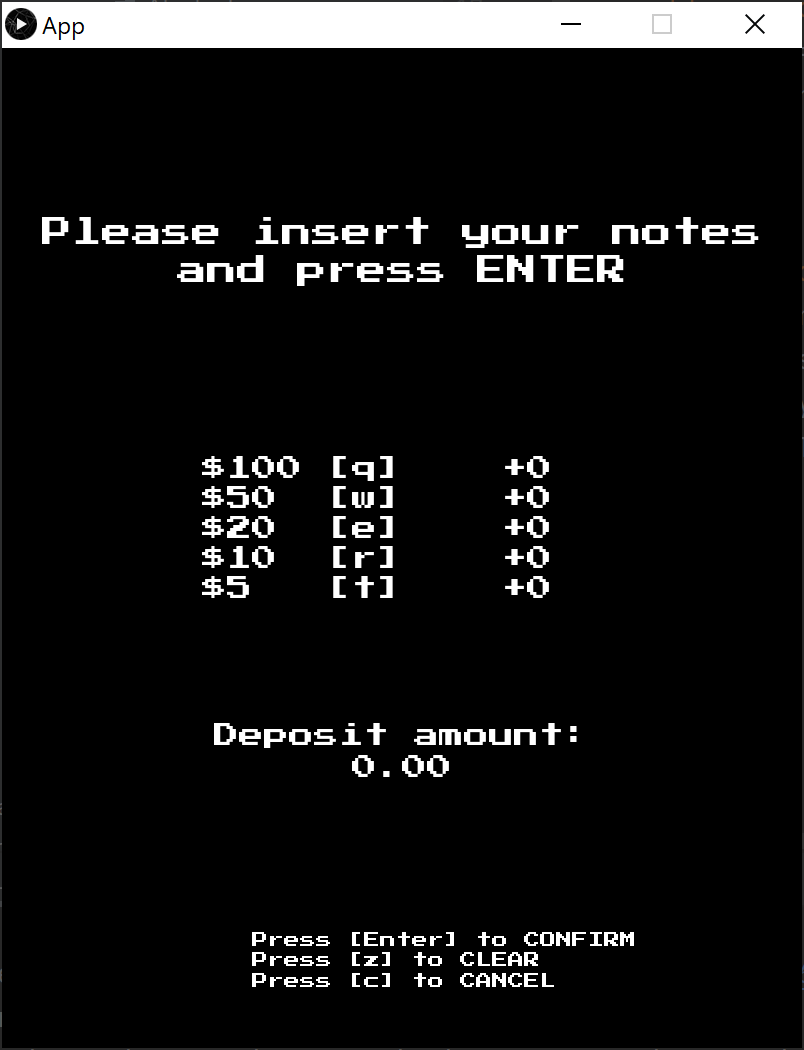 App
Please insert your notes
and press ENTER
$100 [q] +0
$50 [w] +0
$20 [e] +0
$10 [r] +0
$5 [t] +0
Deposit amount:
0.00
Press [Enter] to CONFIRM
Press [z] to CLEAR
Press [c] to CANCEL